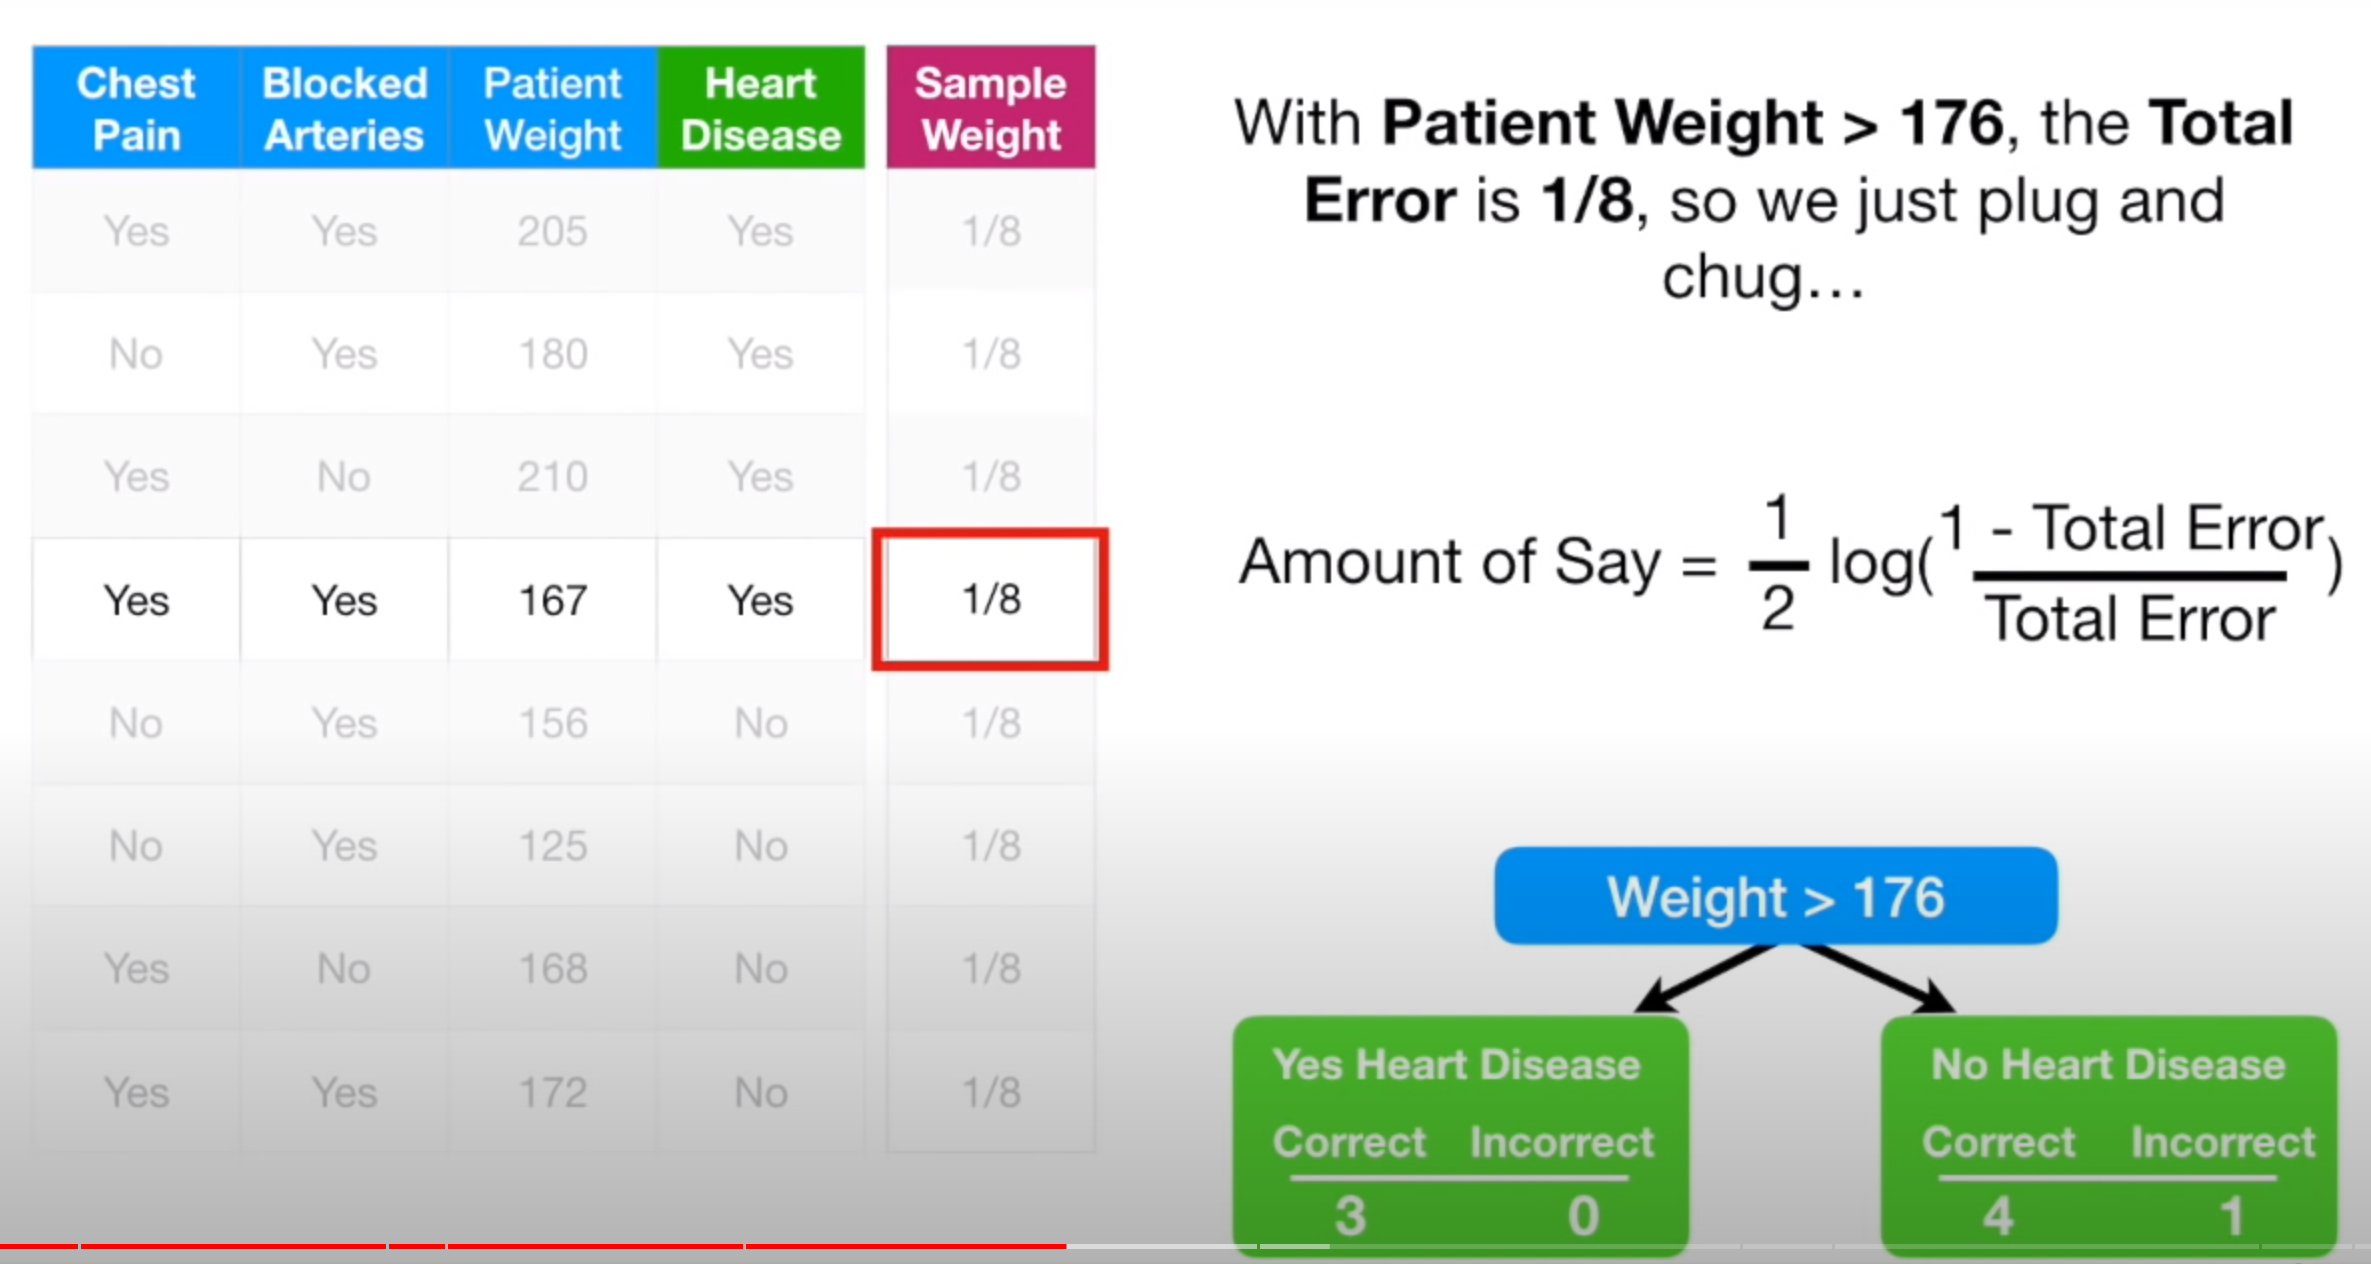 Chest Pain Blocked Arteries Patient Weight Heart Disease Sample Weight
Yes Yes 205 Yes 1/8
No Yes 180 Yes 1/8
Yes No 210 Yes 1/8
Yes Yes 167 Yes 1/8
No Yes 156 No 1/8
No Yes 125 No 1/8
Yes No 168 No 1/8
Yes Yes 172 No 1/8
With Patient Weight > 176, the Total
Error is 1/8, so we just plug and
chug…
Amount of Say = 1/2 log(1 - Total Error/Total Error)
Weight > 176
Yes Heart Disease
Correct Incorrect
3 0
No Heart Disease
Correct Incorrect
4 1